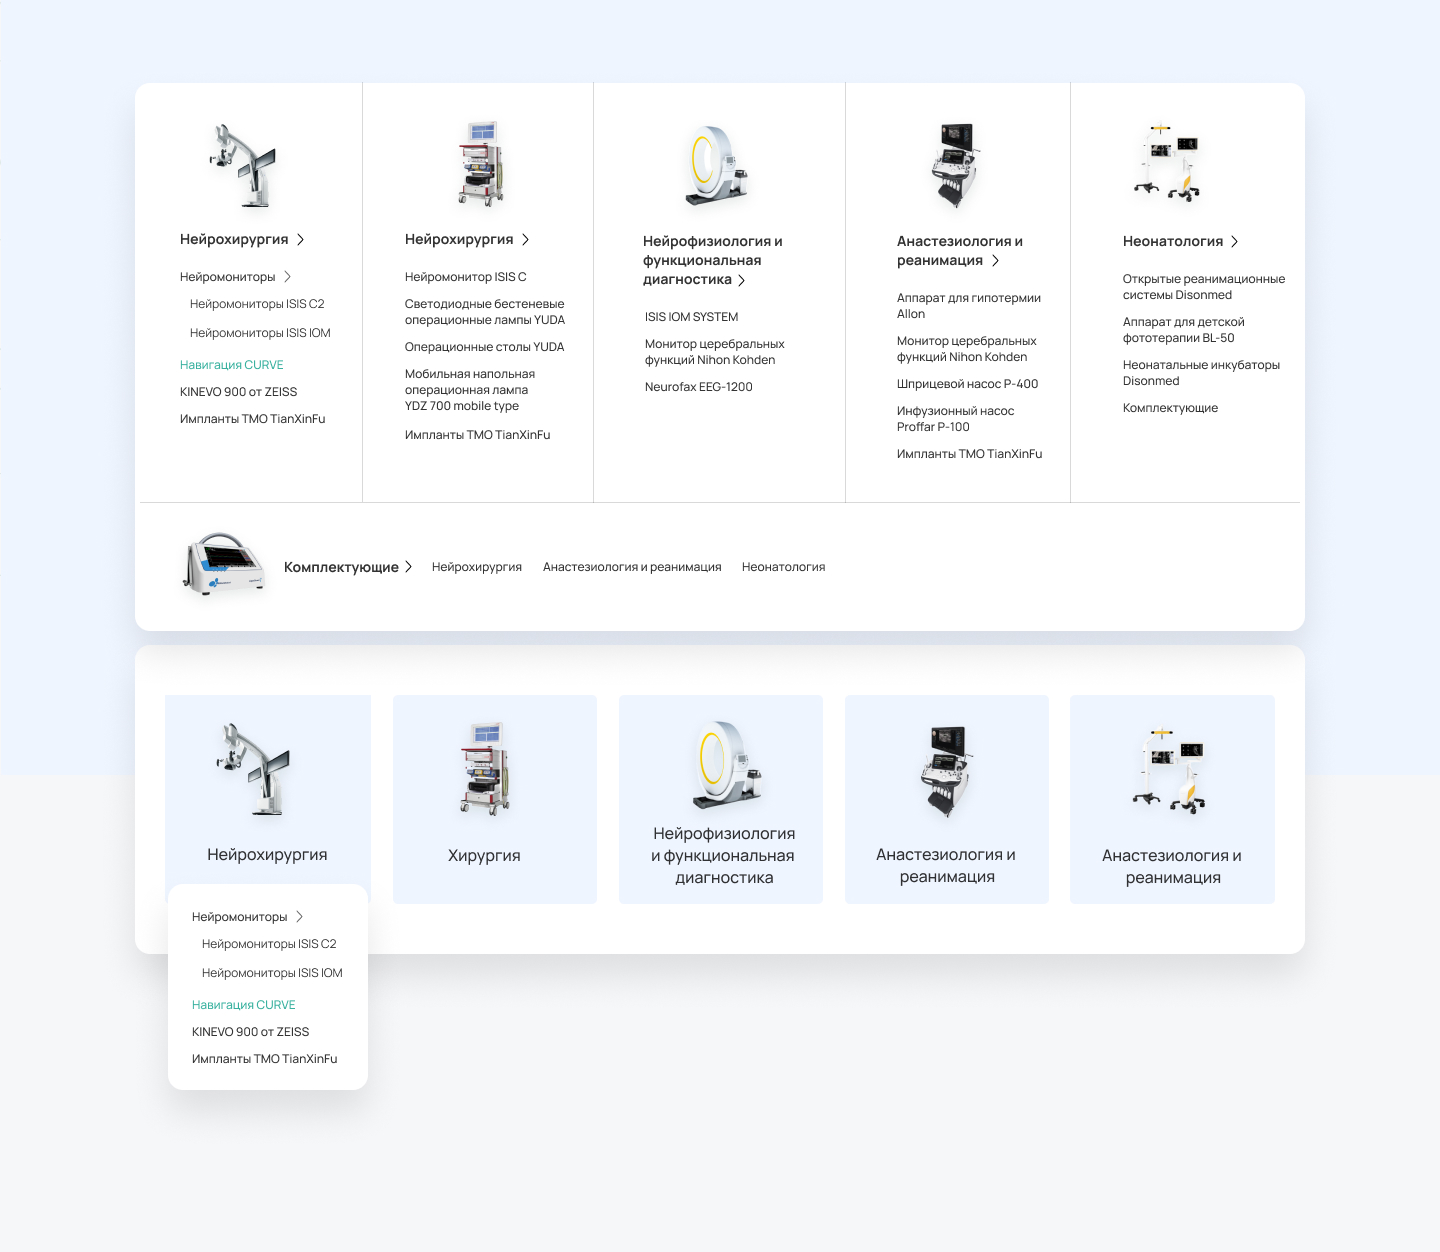 Нейрохирургия
Нейромониторы
Нейромониторы ISIS C2
Нейромониторы ISIS IOM
Навигация CURVE
KINEVO 900 от ZEISS
Импланты ТМО TianXinFu
Нейрохирургия
Нейромонитор ISIS C
Светодиодные бестеневые
операционные лампы YUDA
Операционные столы YUDA
Мобильная напольная
операционная лампа
YDZ 700 mobile type
Импланты ТМО TianXinFu
Нейрофизиология и
функциональная
диагностика
ISIS IOM SYSTEM
Монитор церебральных
функций Nihon Kohden
Neurofax EEG-1200
Анастезиология и
реанимация
Аппарат для гипотермии
Allon
Монитор церебральных
функций Nihon Kohden
Шприцевой насос P-400
Инфузионный насос
Proffar P-100
Импланты ТМО TianXinFu
Неонатология
Открытые реанимационные
системы Disonmed
Аппарат для детской
фототерапии BL-50
Неонатальные инкубаторы
Disonmed
Комплектующие
Комплектующие
Нейрохирургия
Анастезиология и реанимация
Неонатология
Нейрохирургия
Хирургия
Нейрофизиология
и функциональная
диагностика
Анастезиология и
реанимация
Анастезиология и
реанимация
Нейромониторы
Нейромониторы ISIS C2
Нейромониторы ISIS IOM
Навигация CURVE
KINEVO 900 от ZEISS
Импланты ТМО TianXinFu